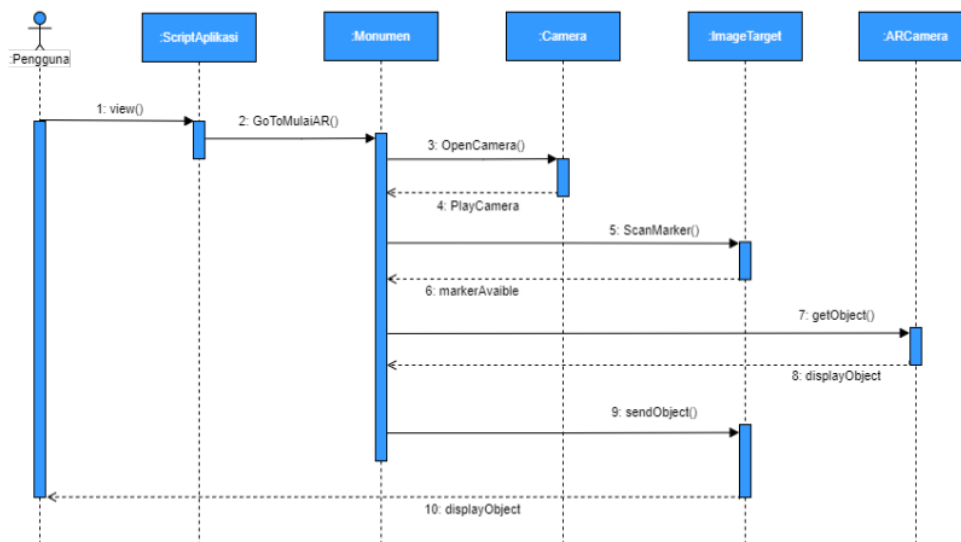 :Pengguna
:ScriptAplikasi
:Monumen
:Camera
:ImageTarget
:ARCamera
1: view()
2: GoToMulaiAR()
3: OpenCamera()
4: PlayCamera
5: ScanMarker()
6: markerAvaible
7: getObject()
8: displayObject
9: sendObject()
10: displayObject